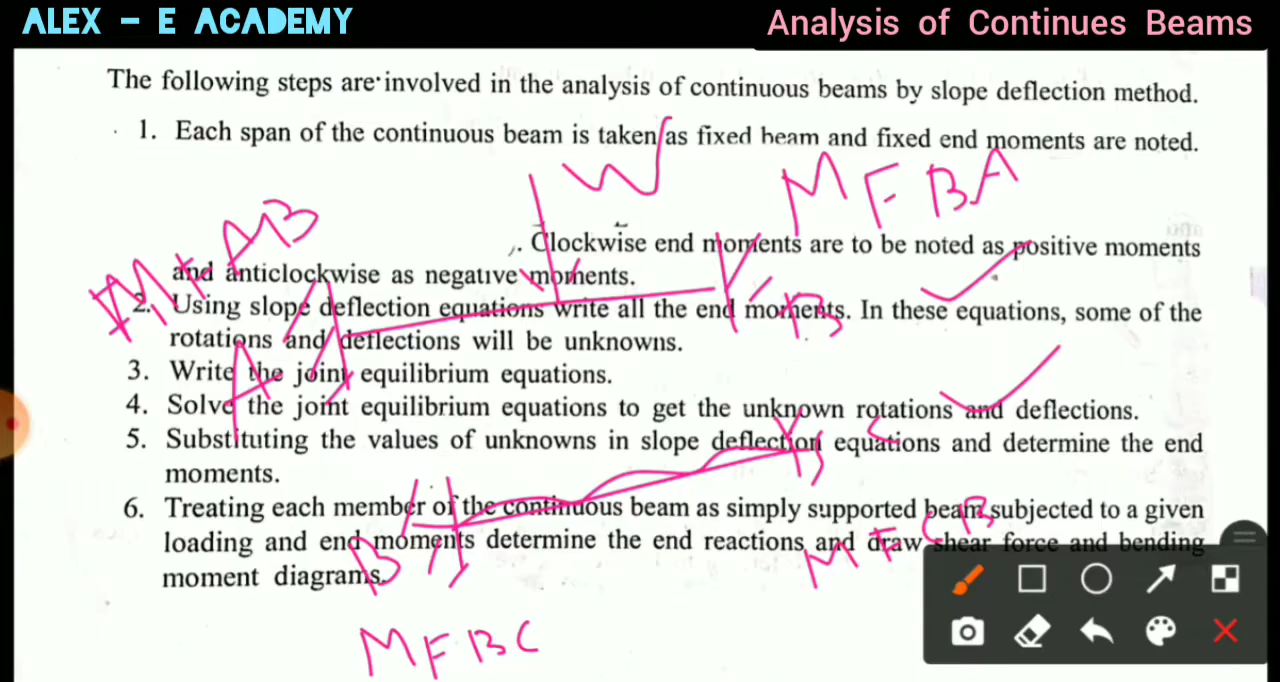 ALEX - E ACADEMY
Analysis of Continues Beams
The following steps are involved in the analysis of continuous beams by slope deflection method.
1. Each span of the continuous beam is taken as fixed beam and fixed end moments are noted.
W
MFBA
MFAB
. Clockwise end moments are to be noted as positive moments
and anticlockwise as negative moments.
2. Using slope deflection equations write all the end moments. In these equations, some of the
B
rotations and deflections will be unknowns.
A
3. Write the joint equilibrium equations.
4. Solve the joint equilibrium equations to get the unknown rotations and deflections.
C
5. Substituting the values of unknowns in slope deflection equations and determine the end
moments.
6. Treating each member of the continuous beam as simply supported beam subjected to a given
MFCB
loading and end moments determine the end reactions and draw shear force and bending
B
moment diagrams.
MFBC